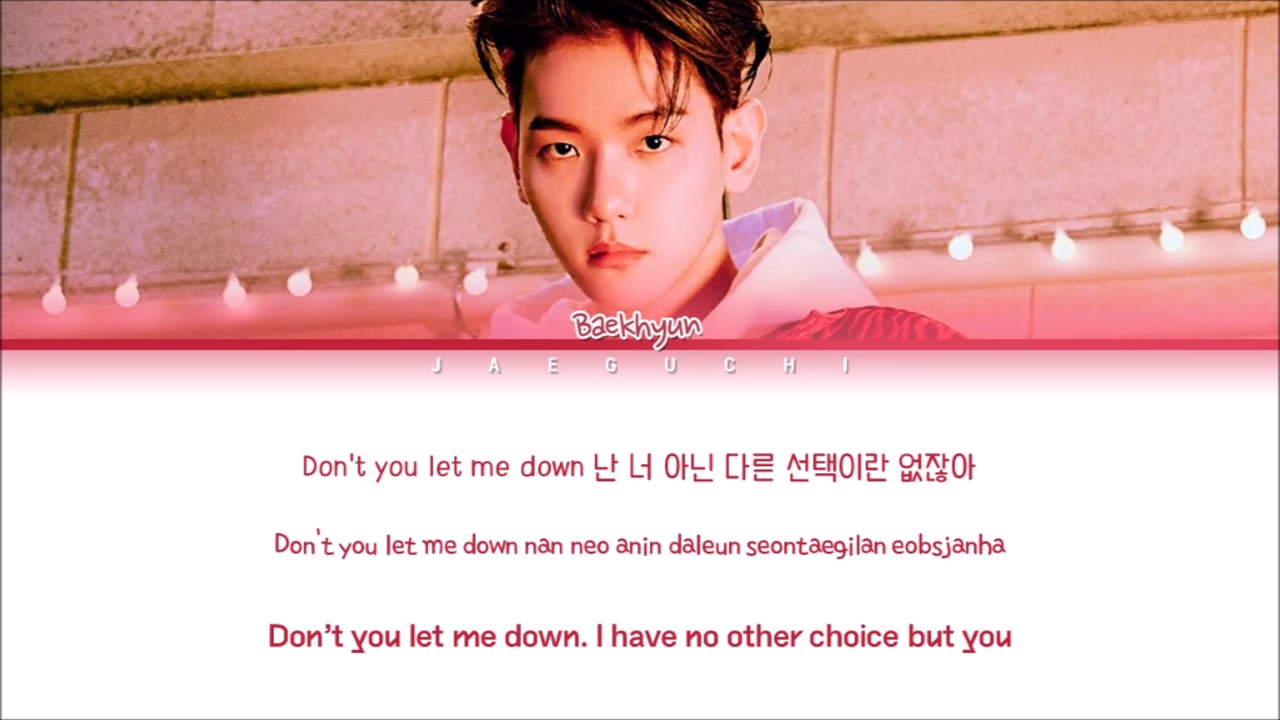 Baekhyun
JAEGUCHI
Don't you let me down 난 너 아닌 다른 선택이란 없잖아
Don't you let me down nan neo anin daleun seontaegilan eobsjanha
Don't you let me down. I have no other choice but you